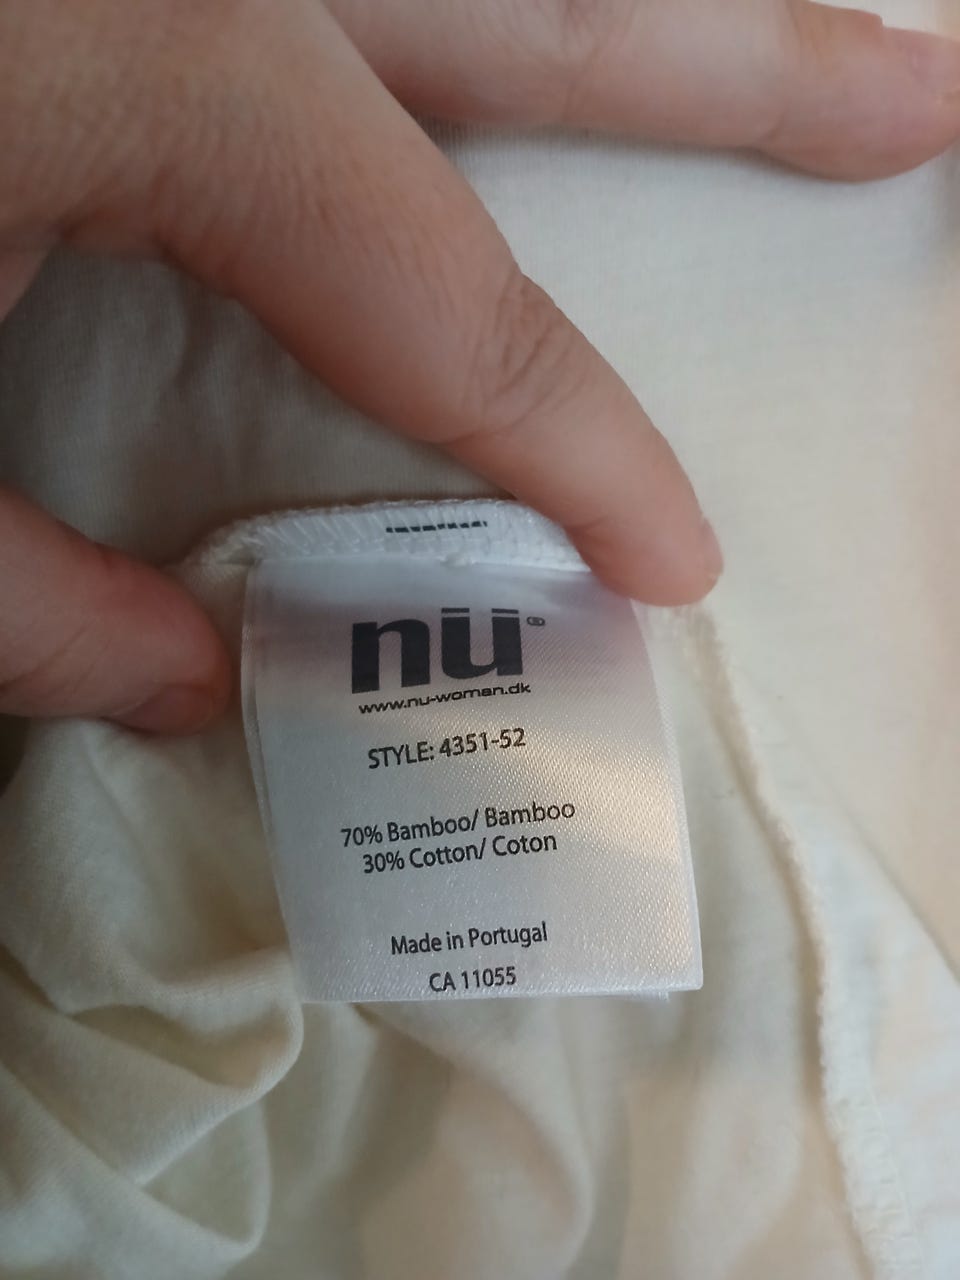 nü®
www.nu-woman.dk
STYLE: 4351-52
70% Bamboo/ Bamboo
30% Cotton/ Coton
Made in Portugal
CA 11055